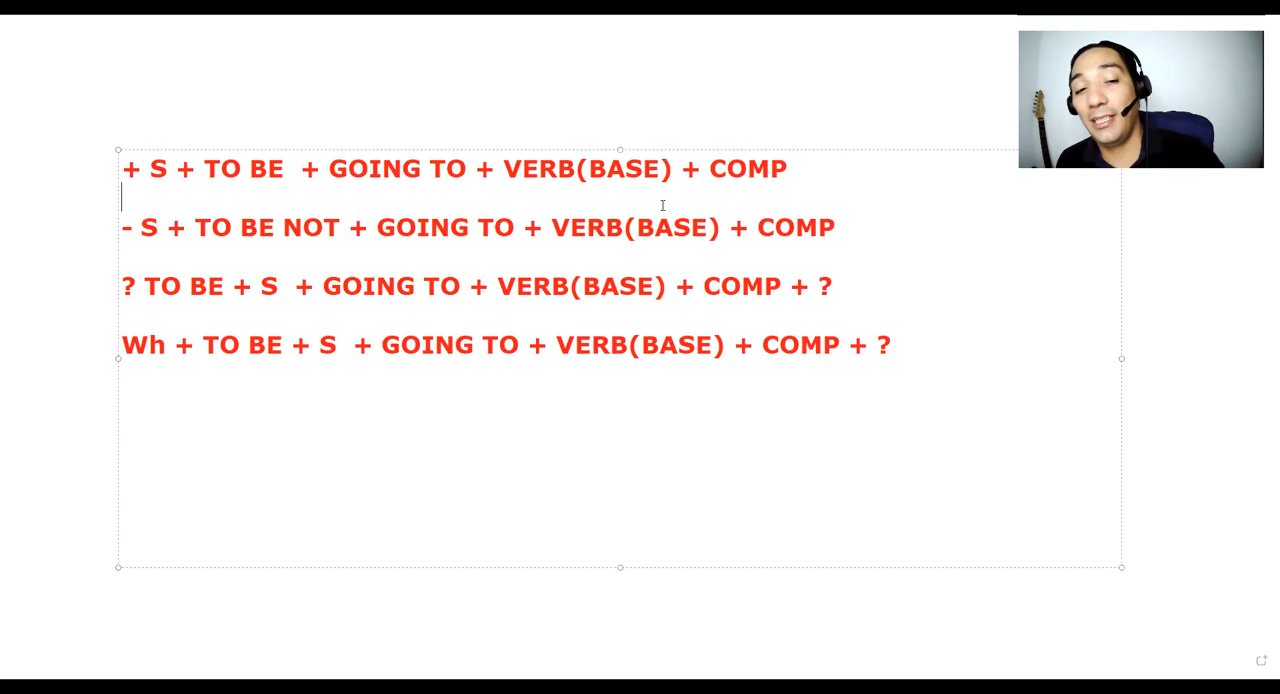 + S + TO BE  + GOING TO + VERB(BASE) + COMP
- S + TO BE NOT + GOING TO + VERB(BASE) + COMP
? TO BE + S  + GOING TO + VERB(BASE) + COMP + ?
Wh + TO BE + S  + GOING TO + VERB(BASE) + COMP + ?